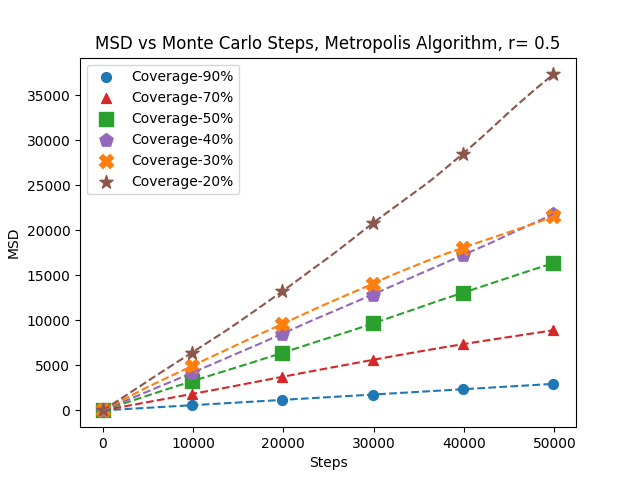 MSD vs Monte Carlo Steps, Metropolis Algorithm, r= 0.5
Coverage-90%
Coverage-70%
Coverage-50%
Coverage-40%
Coverage-30%
Coverage-20%
MSD
35000
30000
25000
20000
15000
10000
5000
0
0 10000 20000 30000 40000 50000
Steps